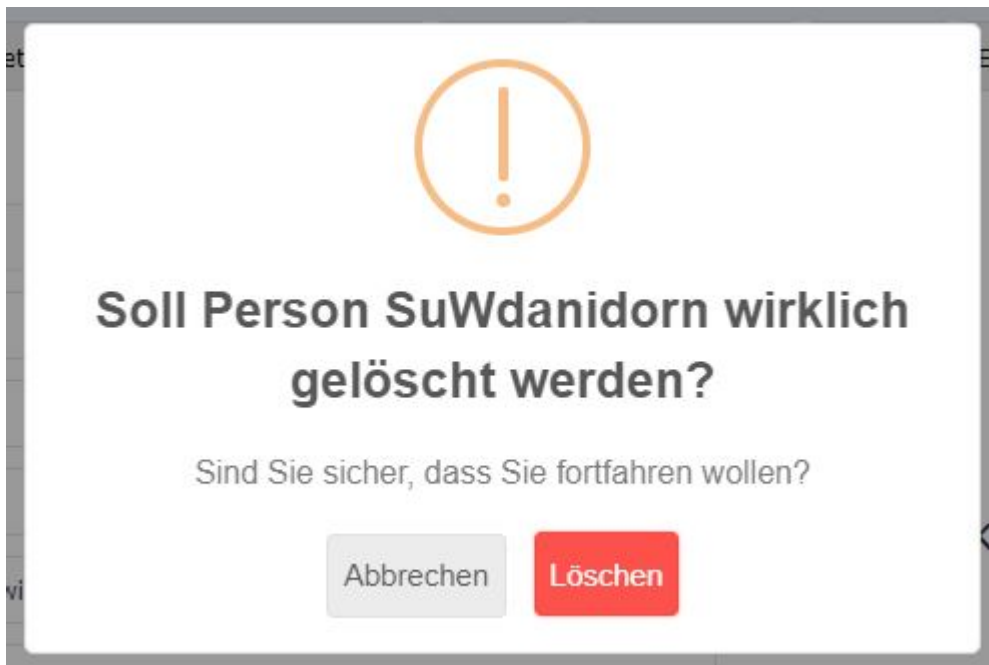 Soll Person SuWdanidorn wirklich
gelöscht werden?
Sind Sie sicher, dass Sie fortfahren wollen?
Abbrechen
Löschen